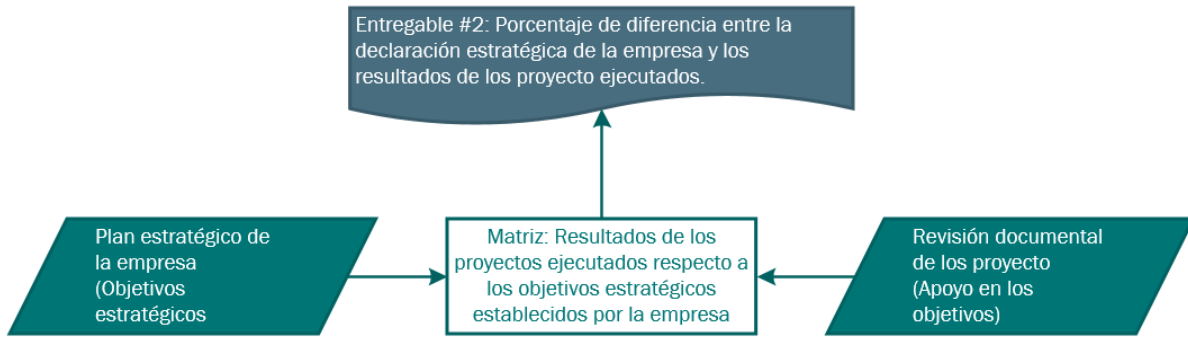 Entregable #2: Porcentaje de diferencia entre la
declaración estratégica de la empresa y los
resultados de los proyecto ejecutados.
Plan estratégico de
la empresa
(Objetivos
estratégicos
Matriz: Resultados de los
proyectos ejecutados respecto a
los objetivos estratégicos
establecidos por la empresa
Revisión documental
de los proyecto
(Apoyo en los
objetivos)